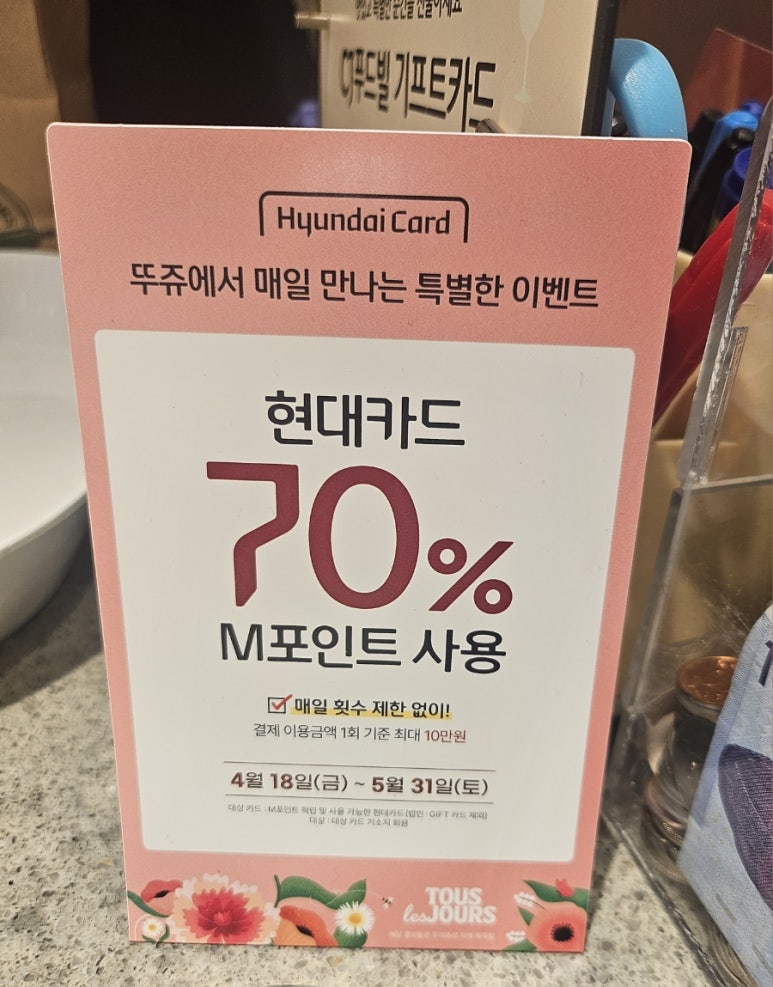 CJ푸드빌 기프트카드
Hyundai Card
뚜쥬에서 매일 만나는 특별한 이벤트
현대카드
70%
M포인트 사용
매일 횟수 제한 없이!
결제 이용금액 1회 기준 최대 10만원
4월 18일(금) ~ 5월 31일(토)
대상 카드 : M포인트 적립 및 사용 가능한 현대카드(법인 · GIFT 카드 제외)
대상 : 대상 카드 기소지 회원
TOUS
les JOURS